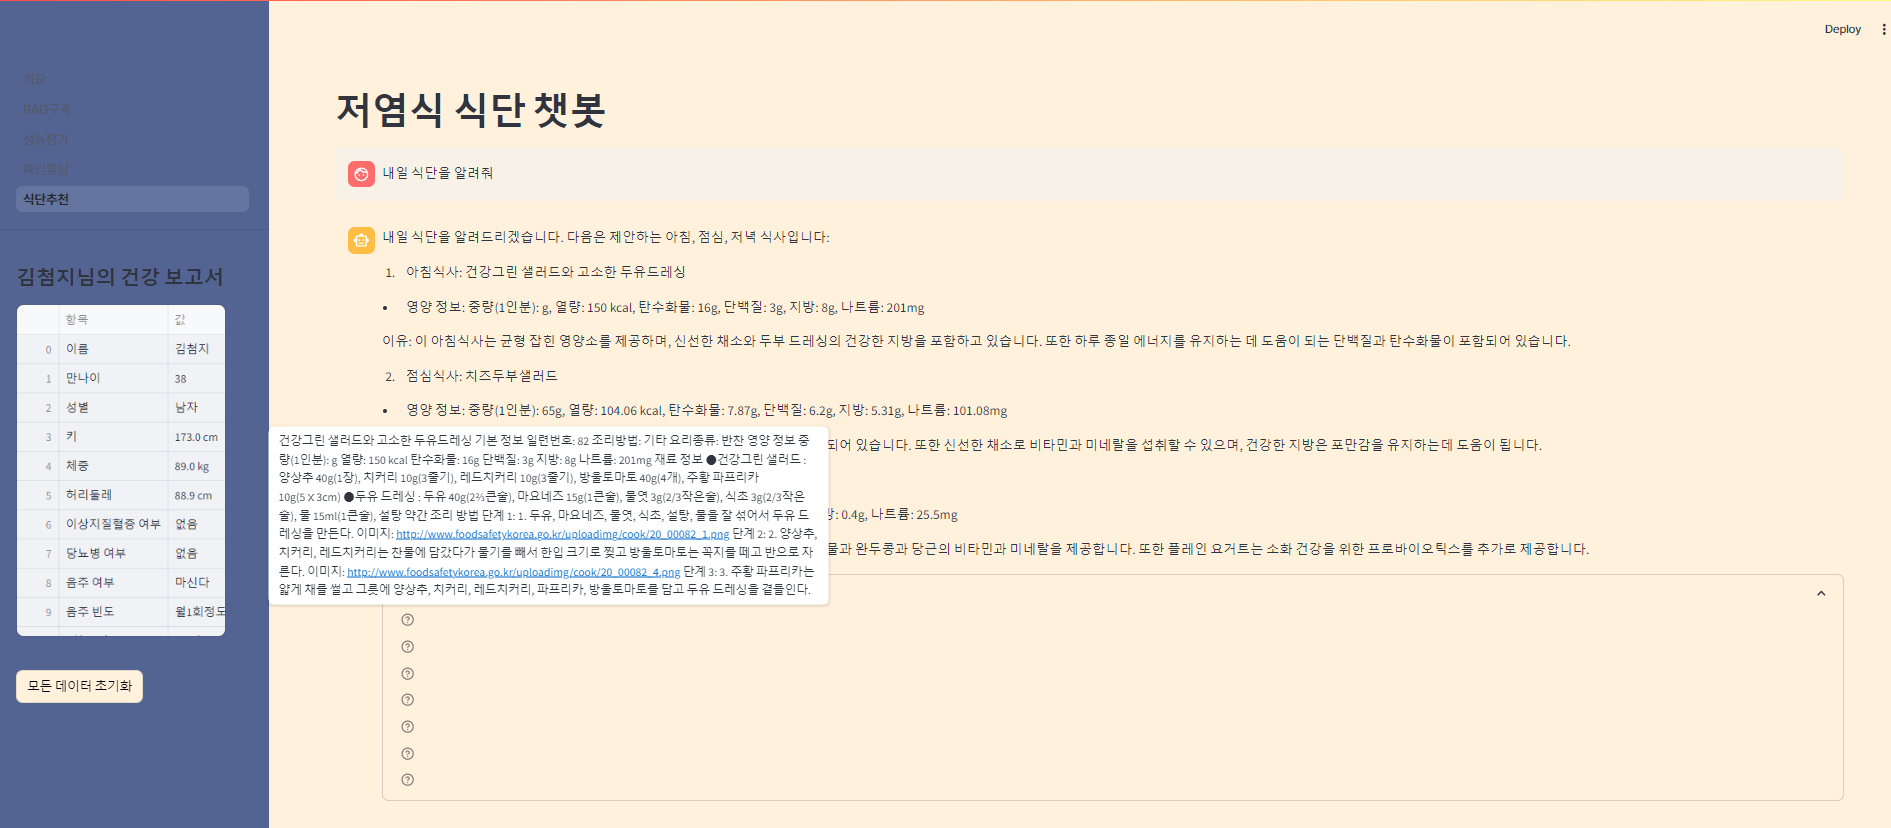 Deploy
개요
RAG구축
성능평가
파인튜닝
식단추천
김첨지님의 건강 보고서
항목 값
0 이름 김첨지
1 만나이 38
2 성별 남자
3 키 173.0 cm
4 체중 89.0 kg
5 허리둘레 88.9 cm
6 이상지질혈증 여부 없음
7 당뇨병 여부 없음
8 음주 여부 마신다
9 음주 빈도 월1회정도
모든 데이터 초기화
저염식 식단 챗봇
내일 식단을 알려줘
내일 식단을 알려드리겠습니다. 다음은 제안하는 아침, 점심, 저녁 식사입니다:
1. 아침식사: 건강그린 샐러드와 고소한 두유드레싱
• 영양 정보: 중량(1인분): g, 열량: 150 kcal, 탄수화물: 16g, 단백질: 3g, 지방: 8g, 나트륨: 201mg
이유: 이 아침식사는 균형 잡힌 영양소를 제공하며, 신선한 채소와 두부 드레싱의 건강한 지방을 포함하고 있습니다. 또한 하루 종일 에너지를 유지하는 데 도움이 되는 단백질과 탄수화물이 포함되어 있습니다.
2. 점심식사: 치즈두부샐러드
• 영양 정보: 중량(1인분): 65g, 열량: 104.06 kcal, 탄수화물: 7.87g, 단백질: 6.2g, 지방: 5.31g, 나트륨: 101.08mg
되어 있습니다. 또한 신선한 채소로 비타민과 미네랄을 섭취할 수 있으며, 건강한 지방은 포만감을 유지하는데 도움이 됩니다.
방: 0.4g, 나트륨: 25.5mg
물과 완두콩과 당근의 비타민과 미네랄을 제공합니다. 또한 플레인 요거트는 소화 건강을 위한 프로바이오틱스를 추가로 제공합니다.
건강그린 샐러드와 고소한 두유드레싱 기본 정보 일련번호: 82 조리방법: 기타 요리종류: 반찬 영양 정보 중
량(1인분): g 열량: 150 kcal 탄수화물: 16g 단백질: 3g 지방: 8g 나트륨: 201mg 재료 정보 ●건강그린 샐러드 :
양상추 40g(1장), 치커리 10g(3줄기), 레드치커리 10g(3줄기), 방울토마토 40g(4개), 주황 파프리카
10g(5×3cm) ●두유 드레싱 : 두유 40g(2⅔큰술), 마요네즈 15g(1큰술), 물엿 3g(2/3작은술), 식초 3g(2/3작은
술), 물 15ml(1큰술), 설탕 약간 조리 방법 단계 1: 1. 두유, 마요네즈, 물엿, 식초, 설탕, 물을 잘 섞어서 두유 드
레싱을 만든다. 이미지: http://www.foodsafetykorea.go.kr/uploadimg/cook/20_00082_1.png 단계 2: 2. 양상추,
치커리, 레드치커리는 찬물에 담갔다가 물기를 빼서 한입 크기로 찢고 방울토마토는 꼭지를 떼고 반으로 자
른다. 이미지: http://www.foodsafetykorea.go.kr/uploadimg/cook/20_00082_4.png 단계 3: 3. 주황 파프리카는
얇게 채를 썰고 그릇에 양상추, 치커리, 레드치커리, 파프리카, 방울토마토를 담고 두유 드레싱을 곁들인다.